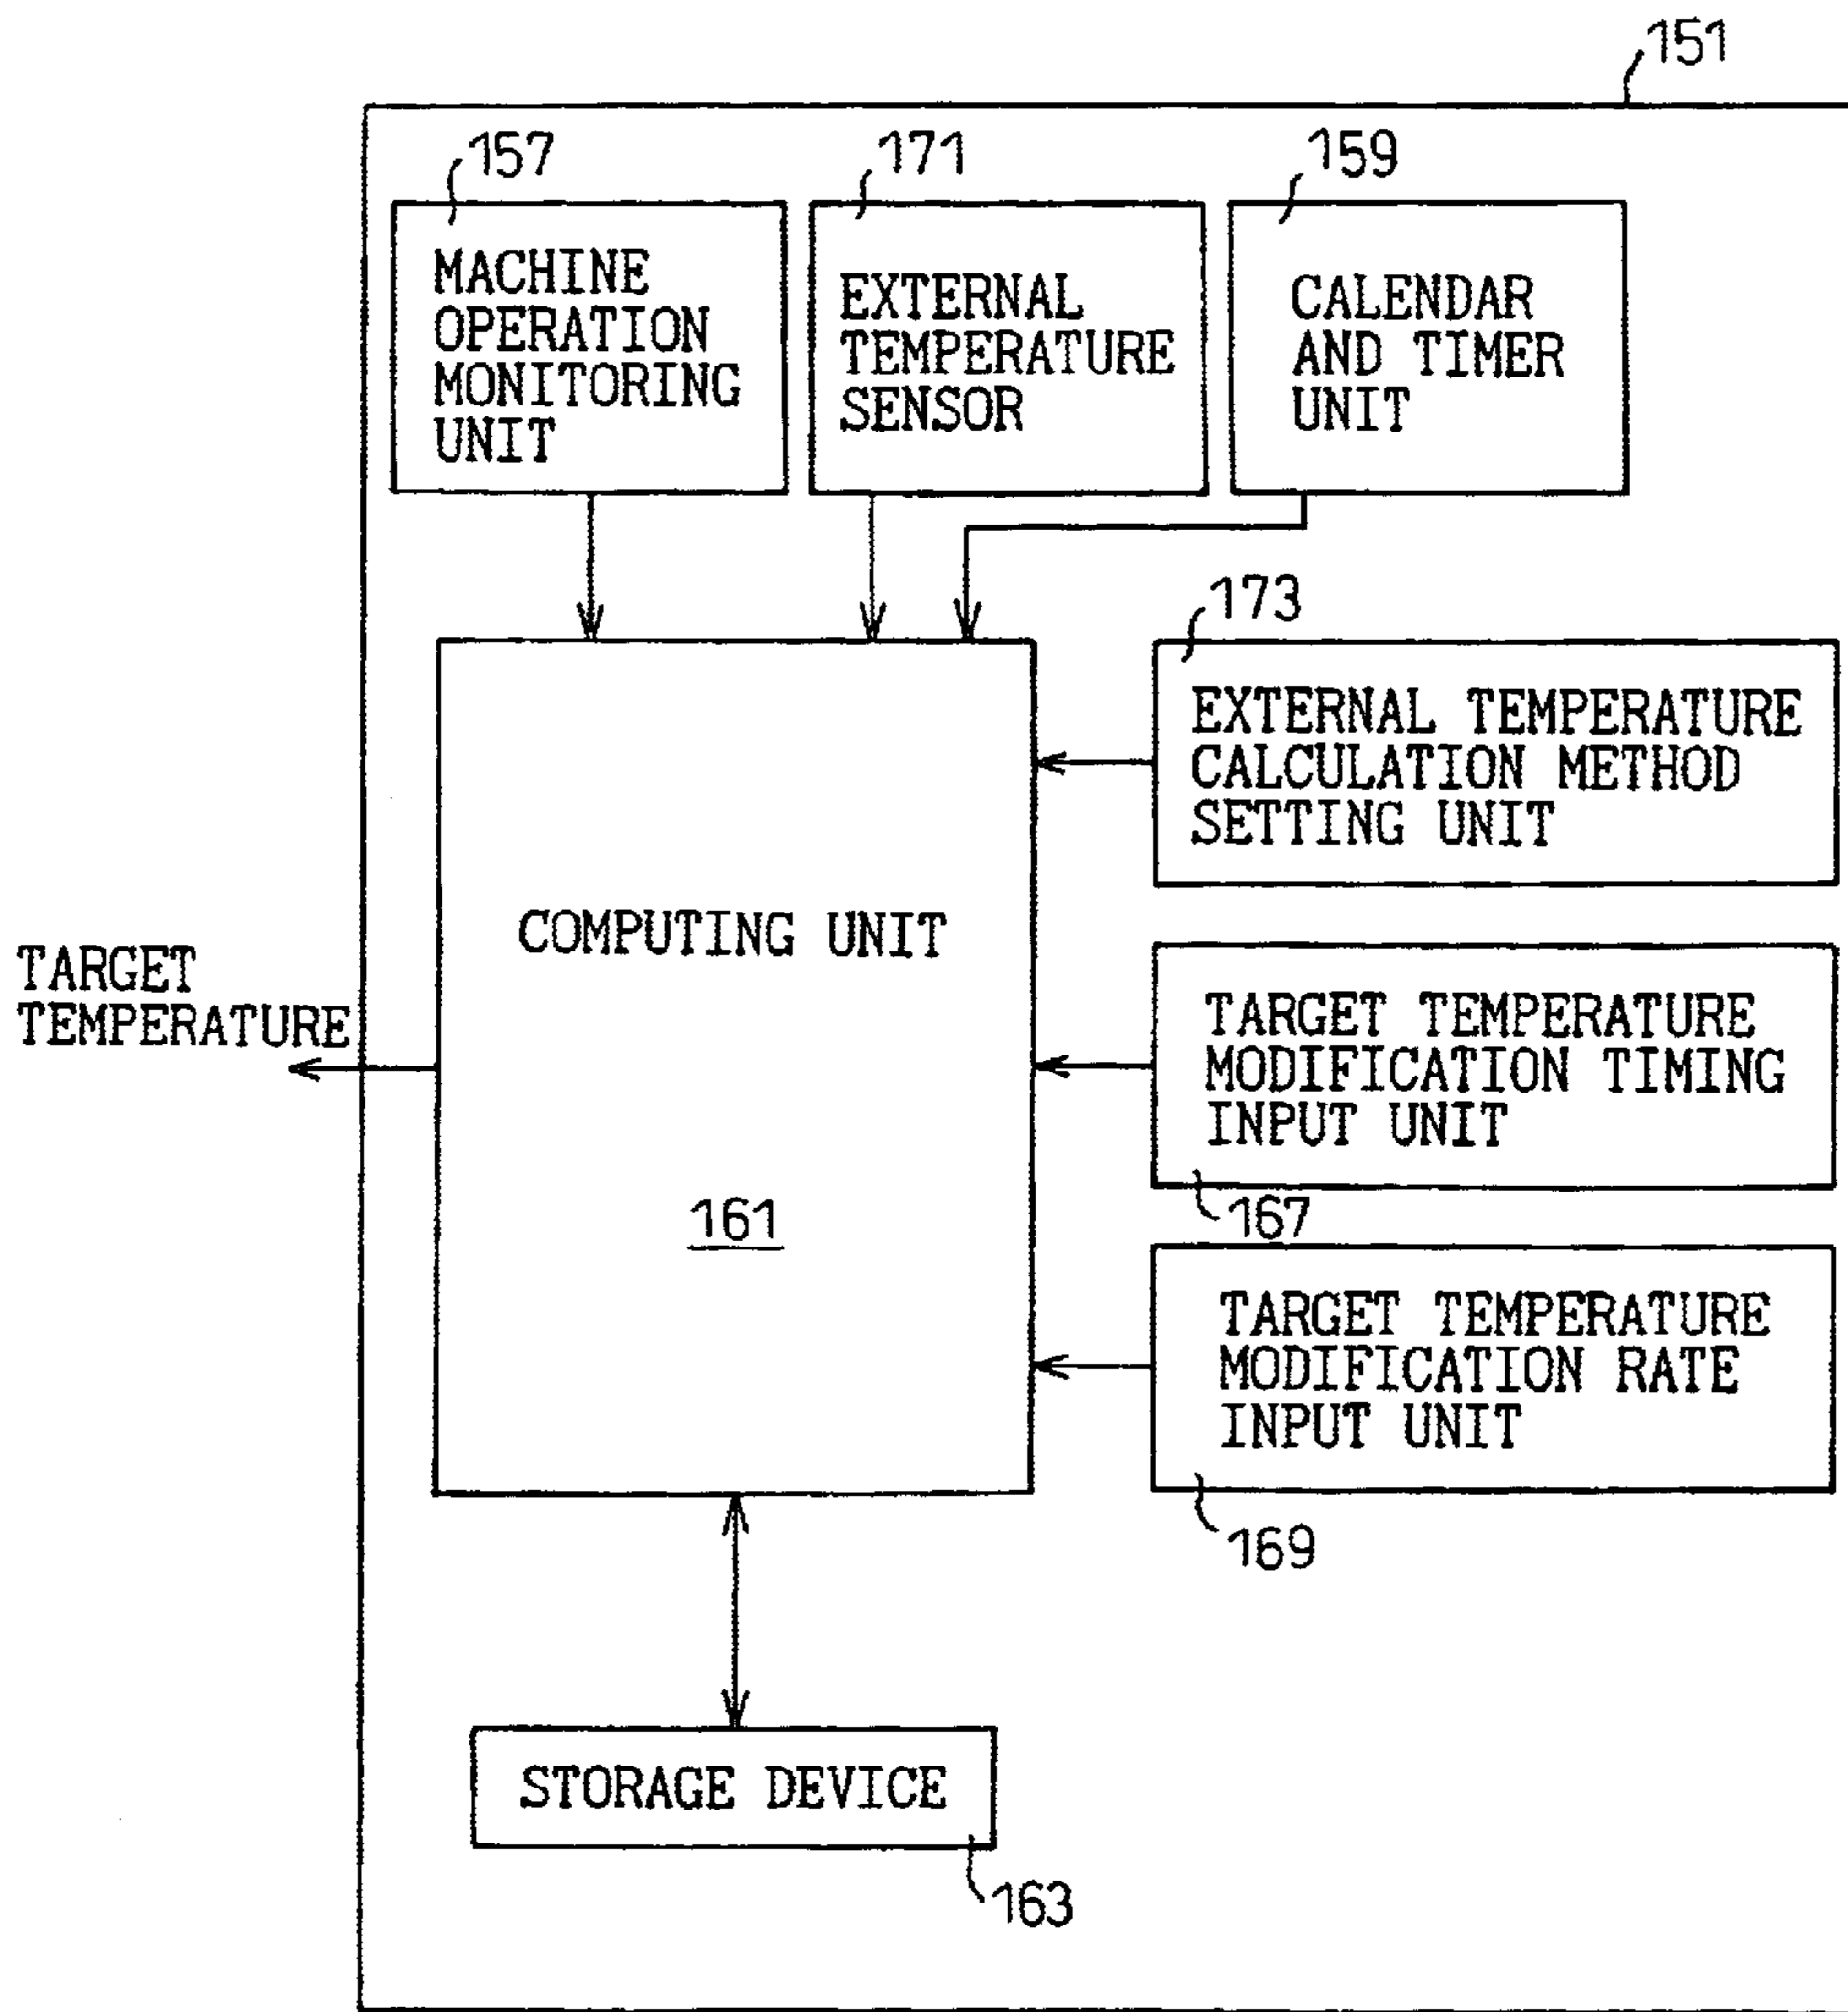 151
157
171
159
MACHINE
OPERATION
MONITORING
UNIT
EXTERNAL
TEMPERATURE
SENSOR
CALENDAR
AND TIMER
UNIT
173
EXTERNAL TEMPERATURE
CALCULATION METHOD
SETTING UNIT
COMPUTING UNIT
161
TARGET
TEMPERATURE
TARGET TEMPERATURE
MODIFICATION TIMING
INPUT UNIT
167
TARGET TEMPERATURE
MODIFICATION RATE
INPUT UNIT
169
STORAGE DEVICE
163